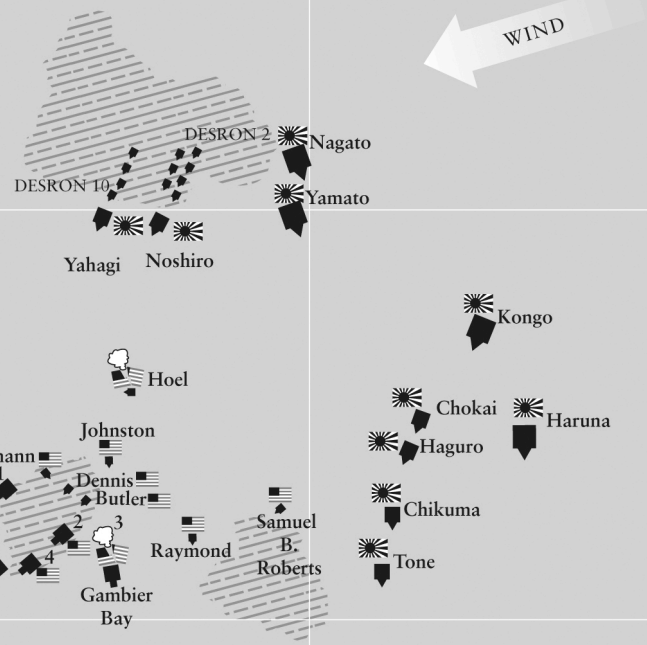 WIND
DESRON 2
Nagato
DESRON 10
Yamato
Yahagi
Noshiro
Kongo
Hoel
Chokai
Haruna
Johnston
Haguro
mann
Dennis
Butler
Chikuma
2
3
Samuel
B.
Roberts
Raymond
4
Tone
Gambier
Bay